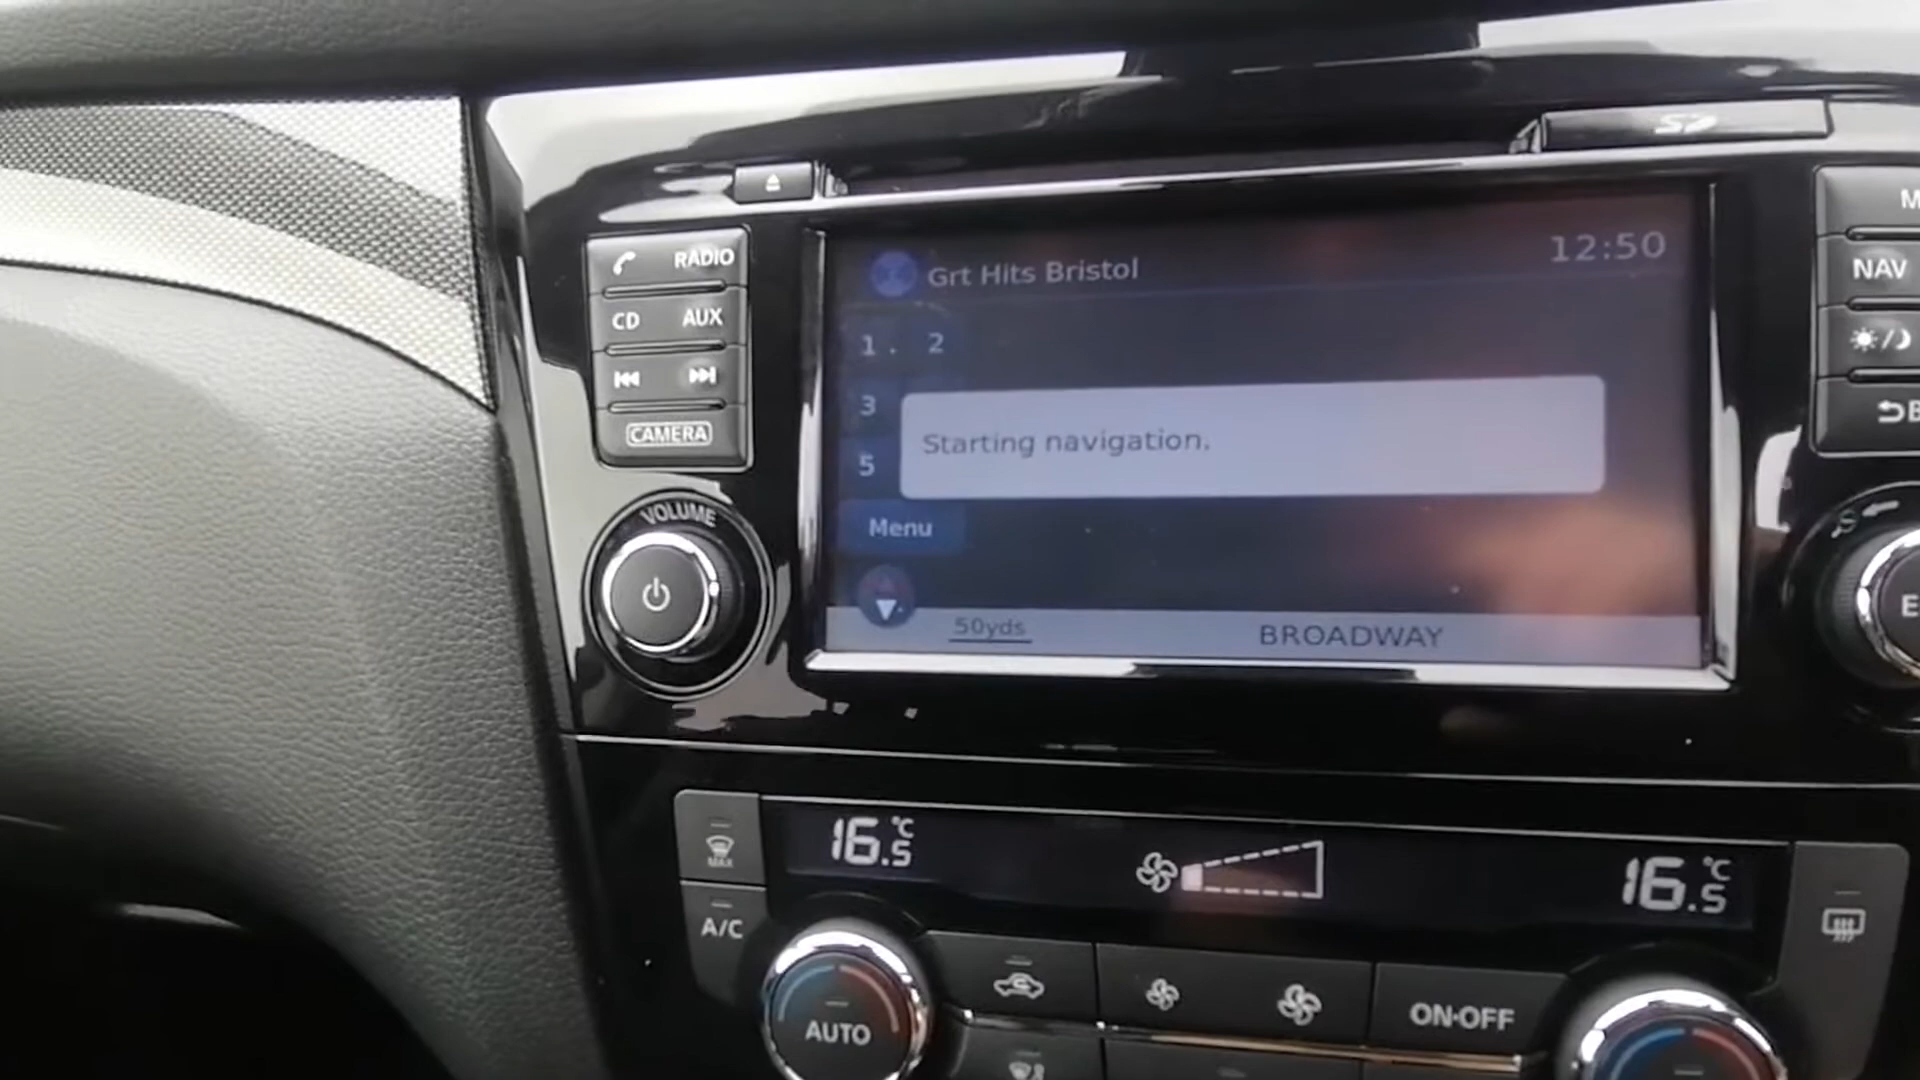 RADIO
CD AUX
CAMERA
VOLUME
Grt Hits Bristol
12:50
1. 2
3
5
Starting navigation.
Menu
50yds
BROADWAY
NAV
16.5 °C
16.5 °C
MAX
A/C
AUTO
ON·OFF